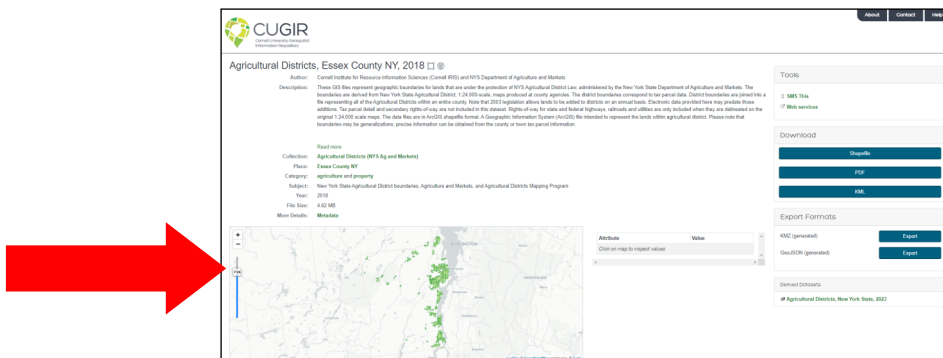 About Contact Help
CUGIR
Cornell University Geospatial
Information Repository
Agricultural Districts, Essex County NY, 2018
Author: Cornell Institute for Resource Information Sciences (Cornell IRIS) and NYS Department of Agriculture and Markets
Description: These GIS files represent geographic boundaries for lands that are under the protection of NYS Agricultural District Law, administered by the New York State Department of Agriculture and Markets. The
boundaries are derived from New York State Agricultural District, 1:24,000-scale, maps produced at county agencies. The district boundaries correspond to tax parcel data. District boundaries are joined into a
file representing all of the Agricultural Districts within an entire county. Note that 2003 legislation allows lands to be added to districts on an annual basis. Electronic data provided here may predate those
additions. Tax parcel detail and secondary rights-of-way are not included in this dataset. Rights-of-way for state and federal highways, railroads and utilities are only included when they are delineated on the
original 1:24,000 scale maps. The data files are in ArcGIS shapefile format. A Geographic Information System (ArcGIS) file intended to represent the lands within agricultural district. Please note that
boundaries may be generalizations; precise information can be obtained from the county or town tax parcel information.
Read more
Collection: Agricultural Districts (NYS Ag and Markets)
Place: Essex County NY
Category: agriculture and property
Subject: New York State Agricultural District boundaries, Agriculture and Markets, and Agricultural Districts Mapping Program
Year: 2018
File Size: 4.82 MB
More Details: Metadata
+
−
Attribute Value
Click on map to inspect values
Tools
SMS This
Web services
Download
Shapefile
PDF
KML
Export Formats
KMZ (generated) Export
GeoJSON (generated) Export
Derived Datasets
Agricultural Districts, New York State, 2023